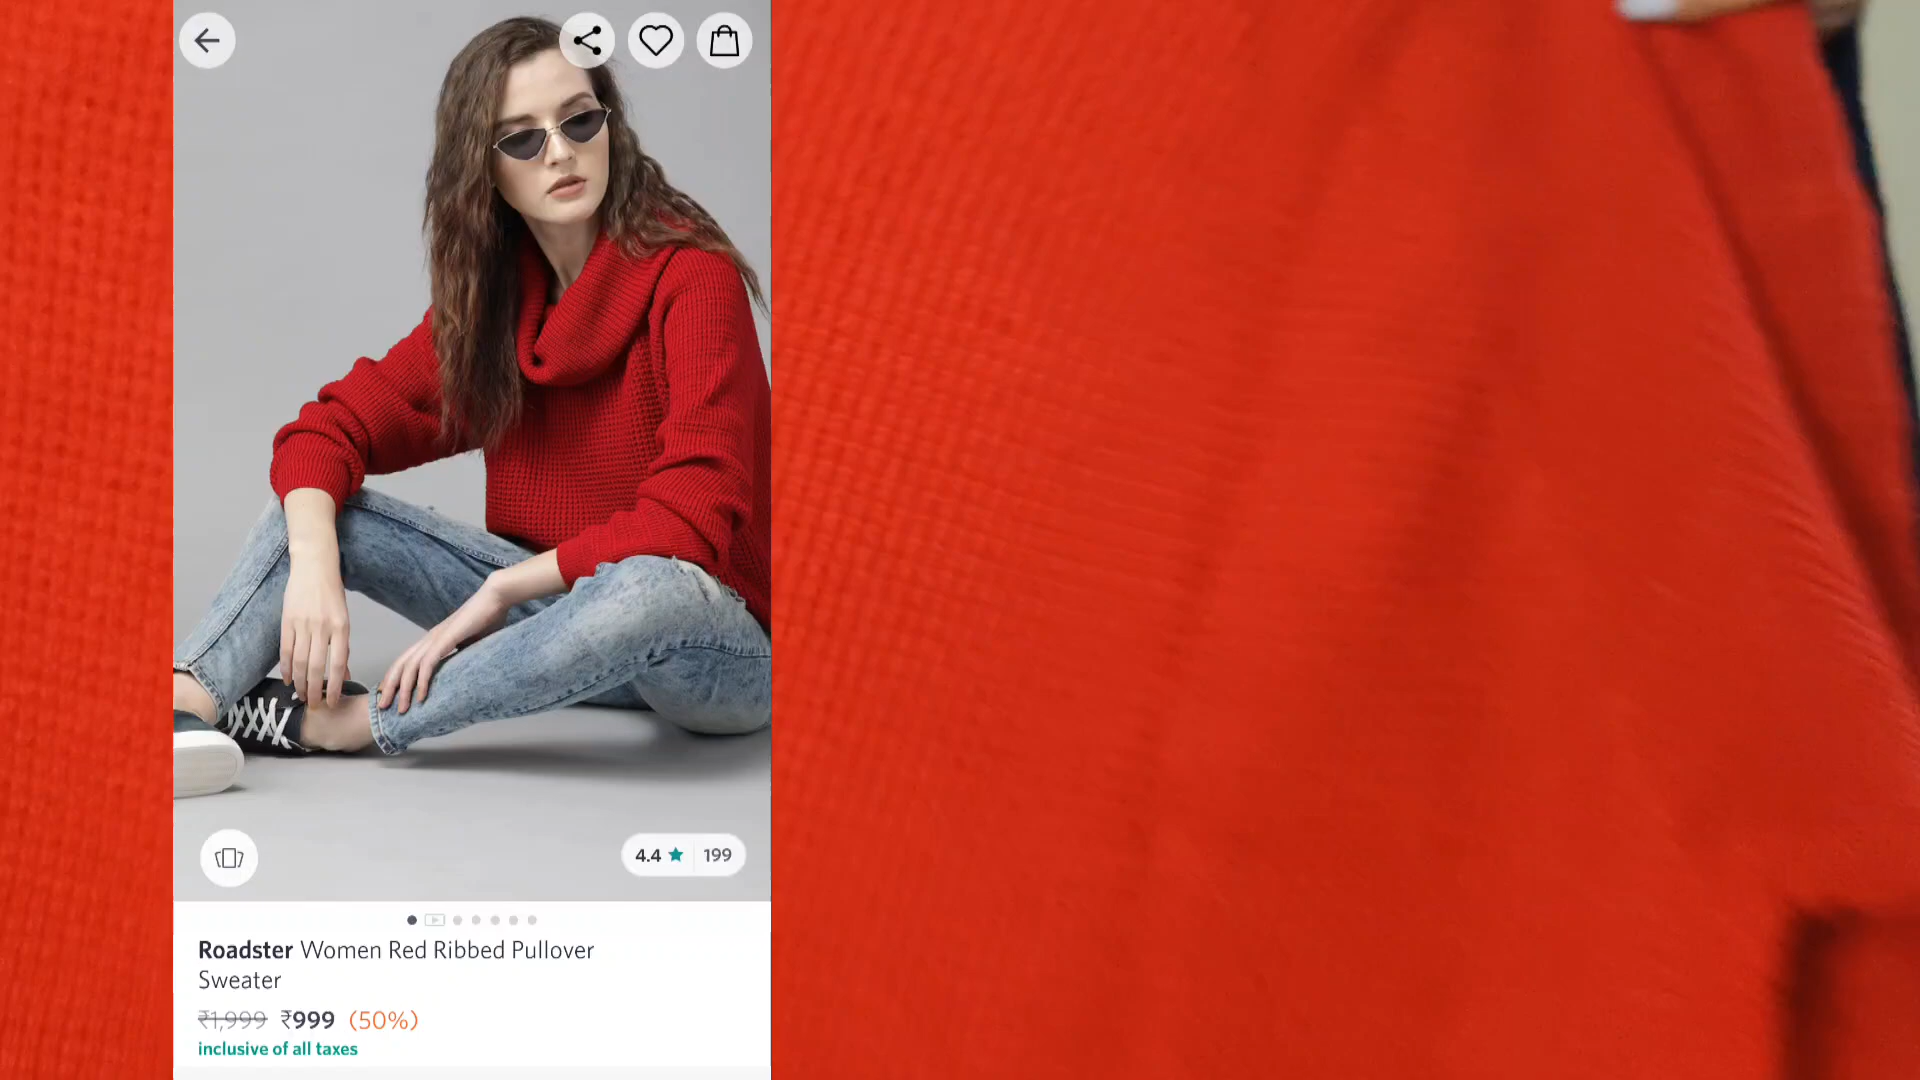 4.4 ★ 199
Roadster Women Red Ribbed Pullover
Sweater
₹1,999 ₹999 (50%)
inclusive of all taxes